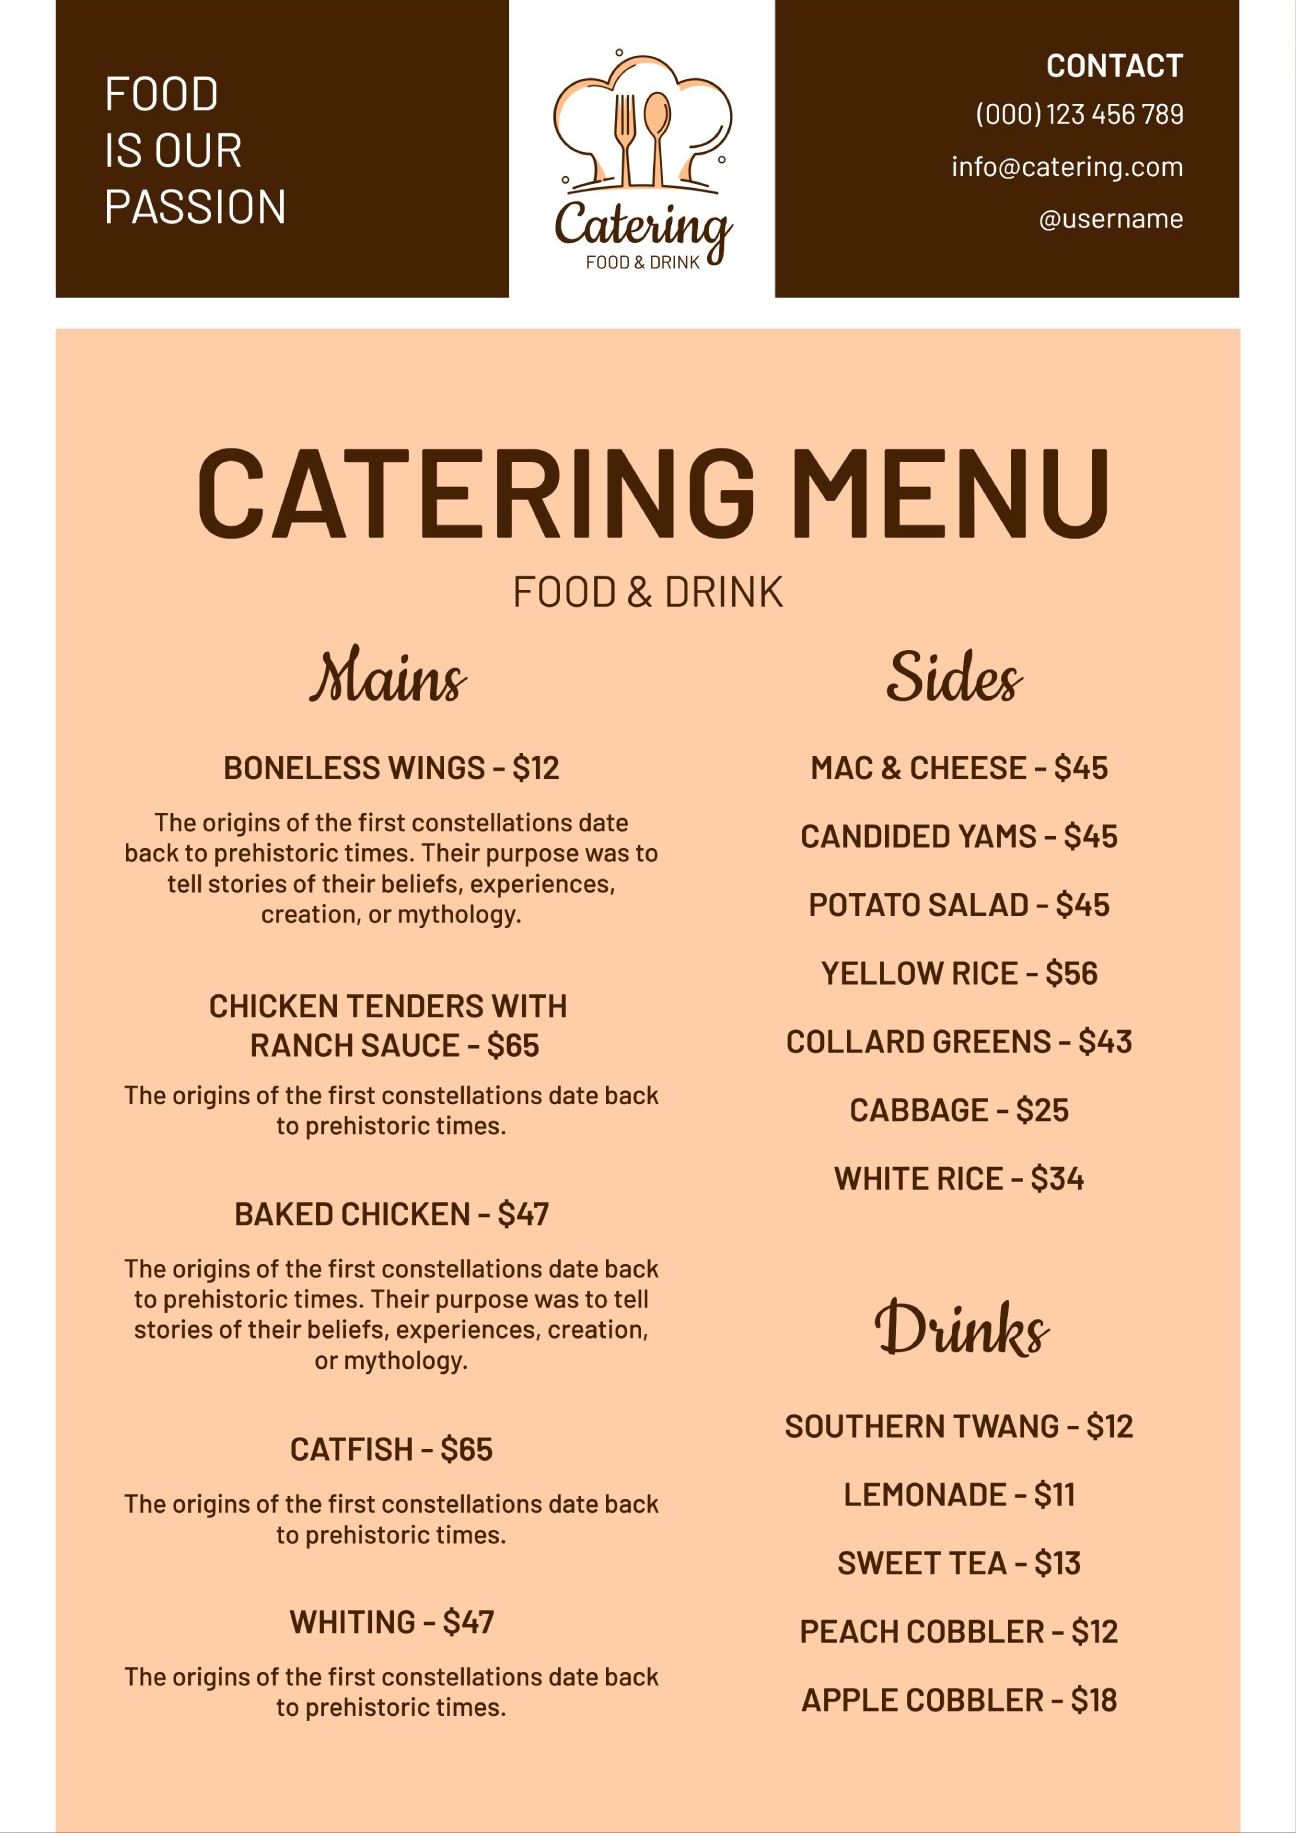 FOOD
IS OUR
PASSION
Catering
FOOD & DRINK
CONTACT
(000) 123 456 789
info@catering.com
@username
CATERING MENU
FOOD & DRINK
Mains
BONELESS WINGS - $12
The origins of the first constellations date
back to prehistoric times. Their purpose was to
tell stories of their beliefs, experiences,
creation, or mythology.
CHICKEN TENDERS WITH
RANCH SAUCE - $65
The origins of the first constellations date back
to prehistoric times.
BAKED CHICKEN - $47
The origins of the first constellations date back
to prehistoric times. Their purpose was to tell
stories of their beliefs, experiences, creation,
or mythology.
CATFISH - $65
The origins of the first constellations date back
to prehistoric times.
WHITING - $47
The origins of the first constellations date back
to prehistoric times.
Sides
MAC & CHEESE - $45
CANDIDED YAMS - $45
POTATO SALAD - $45
YELLOW RICE - $56
COLLARD GREENS - $43
CABBAGE - $25
WHITE RICE - $34
Drinks
SOUTHERN TWANG - $12
LEMONADE - $11
SWEET TEA - $13
PEACH COBBLER - $12
APPLE COBBLER - $18